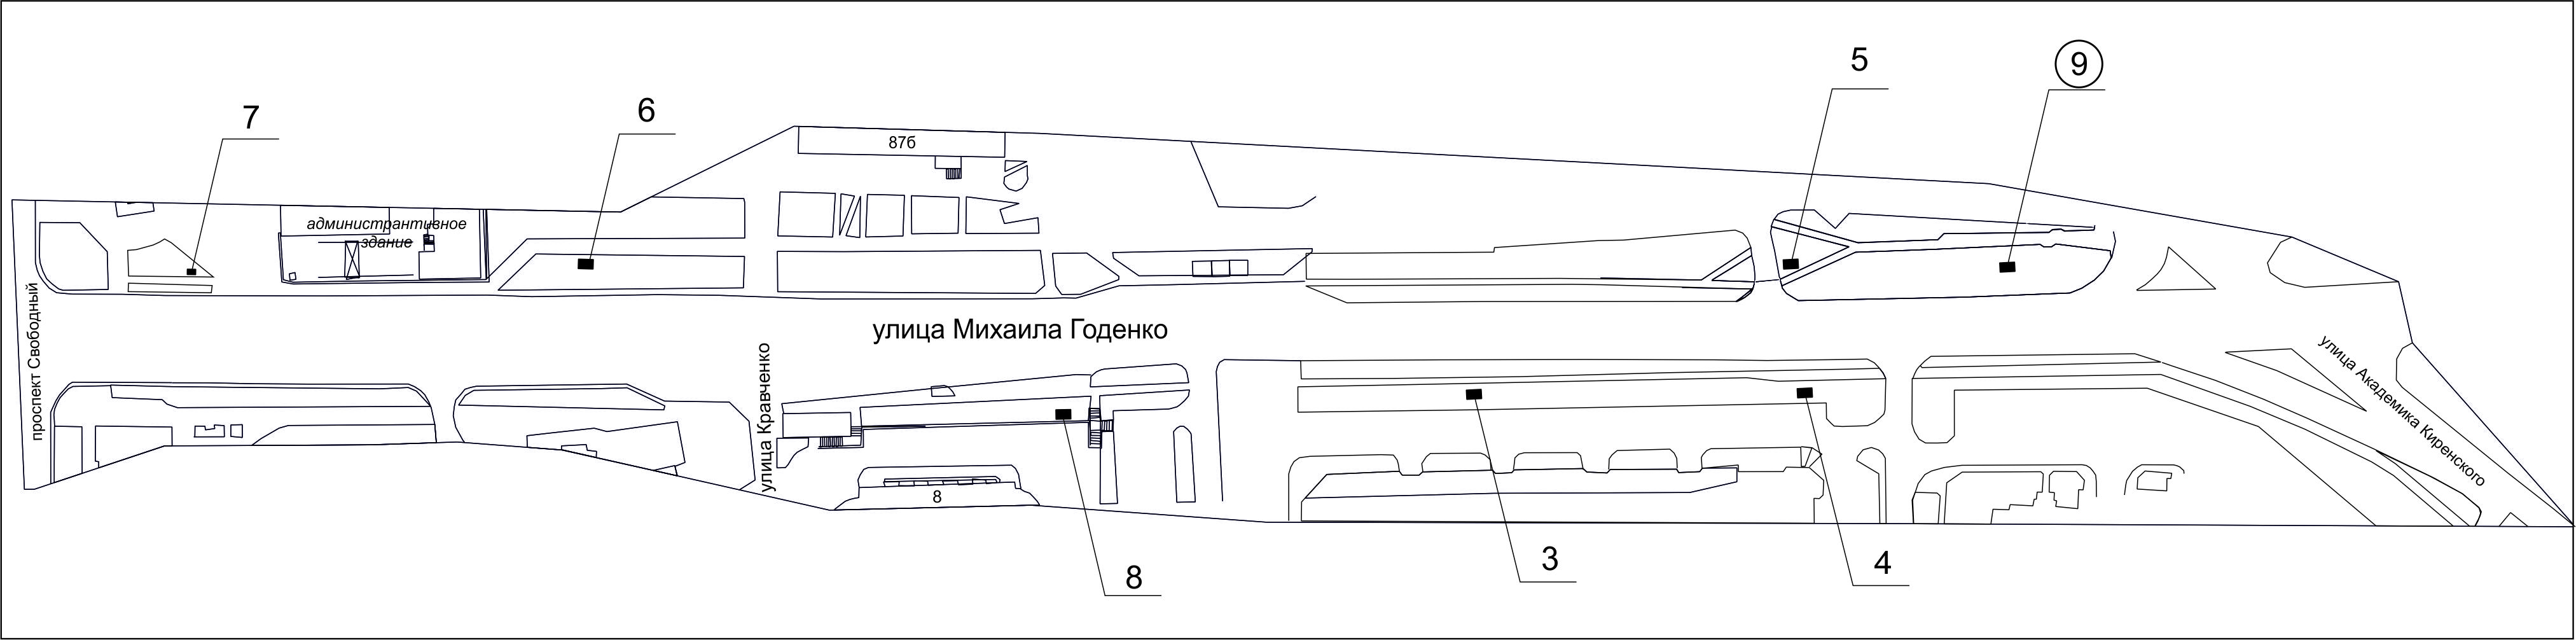 5
9
7
6
87б
администрантивное
здание
проспект Свободный
улица Михаила Годенко
улица Кравченко
улица Академика Киренского
8
8
3
4